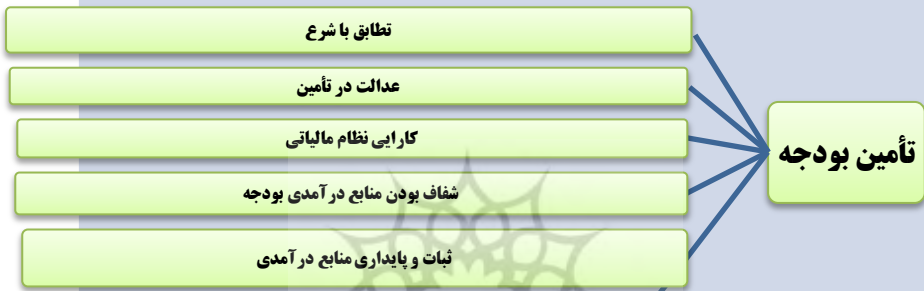 تطابق با شرع
عدالت در تأمین
کارایی نظام مالیاتی
شفاف بودن منابع درآمدی بودجه
ثبات و پایداری منابع درآمدی
تأمین بودجه